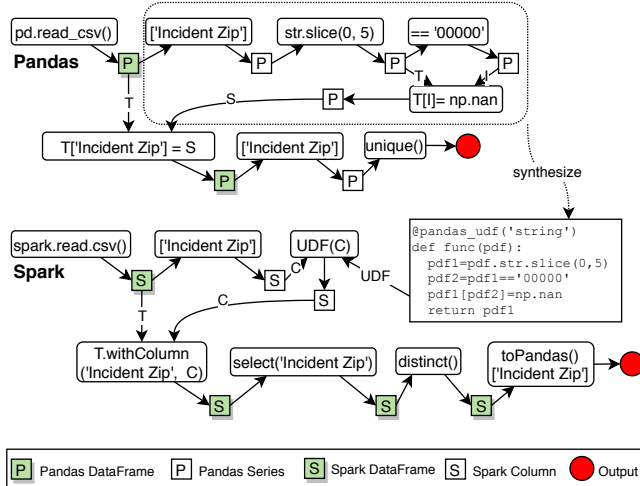 pd.read_csv()
['Incident Zip']
str.slice(0, 5)
== '00000'
Pandas
P
P
P
P
T
I
T
S
P
T[I]= np.nan
T['Incident Zip'] = S
['Incident Zip']
unique()
P
P
synthesize
spark.read.csv()
['Incident Zip']
UDF(C)
@pandas_udf('string')
def func(pdf):
pdf1=pdf.str.slice(0,5)
pdf2=pdf1=='00000'
pdf1[pdf2]=np.nan
return pdf1
Spark
S
S
C
UDF
T
C
S
T.withColumn
('Incident Zip', C)
select('Incident Zip')
distinct()
toPandas()
['Incident Zip']
S
S
S
P Pandas DataFrame
P Pandas Series
S Spark DataFrame
S Spark Column
Output